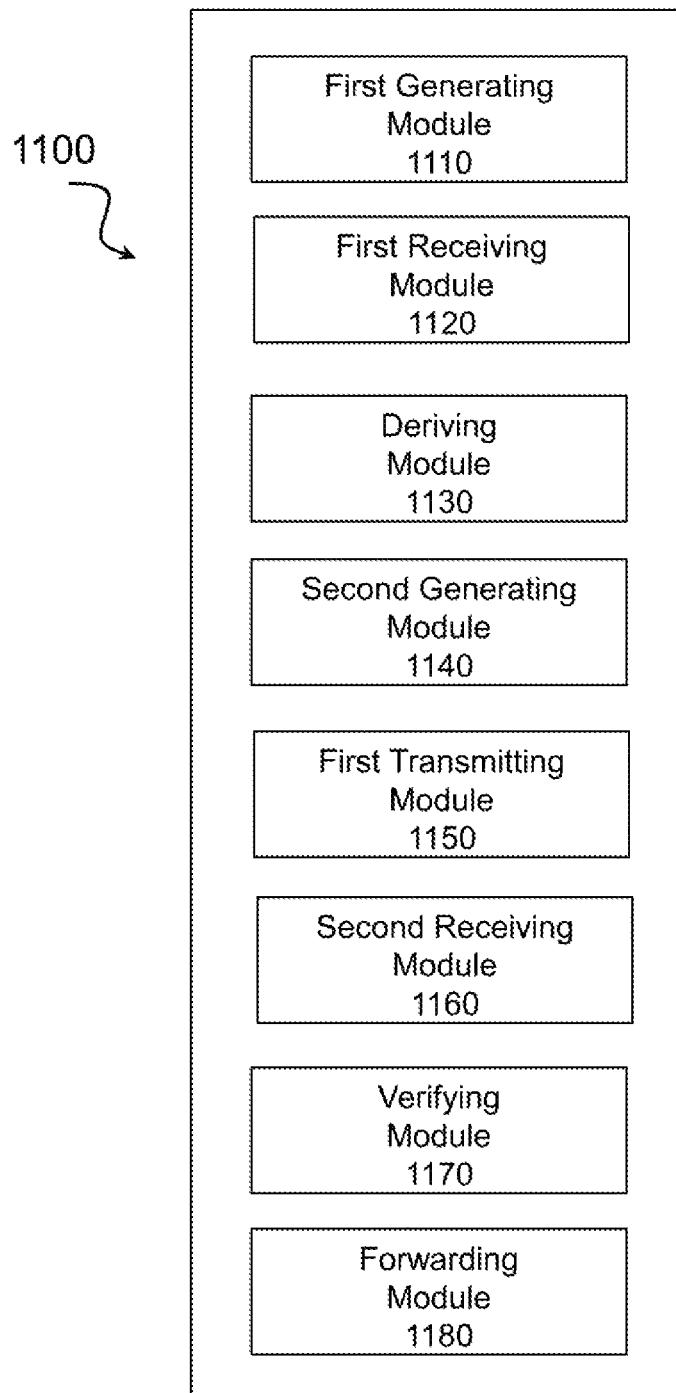 First Generating
Module
1110
1100
First Receiving
Module
1120
Deriving
Module
1130
Second Generating
Module
1140
First Transmitting
Module
1150
Second Receiving
Module
1160
Verifying
Module
1170
Forwarding
Module
1180